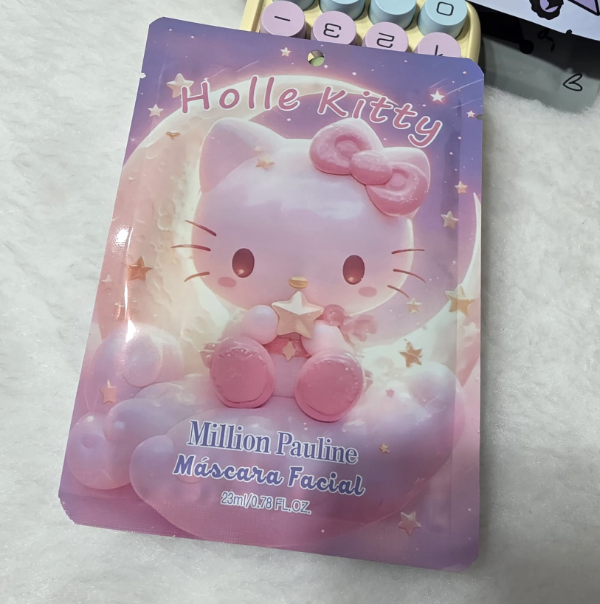 Holle Kitty
Million Pauline
Máscara Facial
23ml/0.78 FL.OZ.